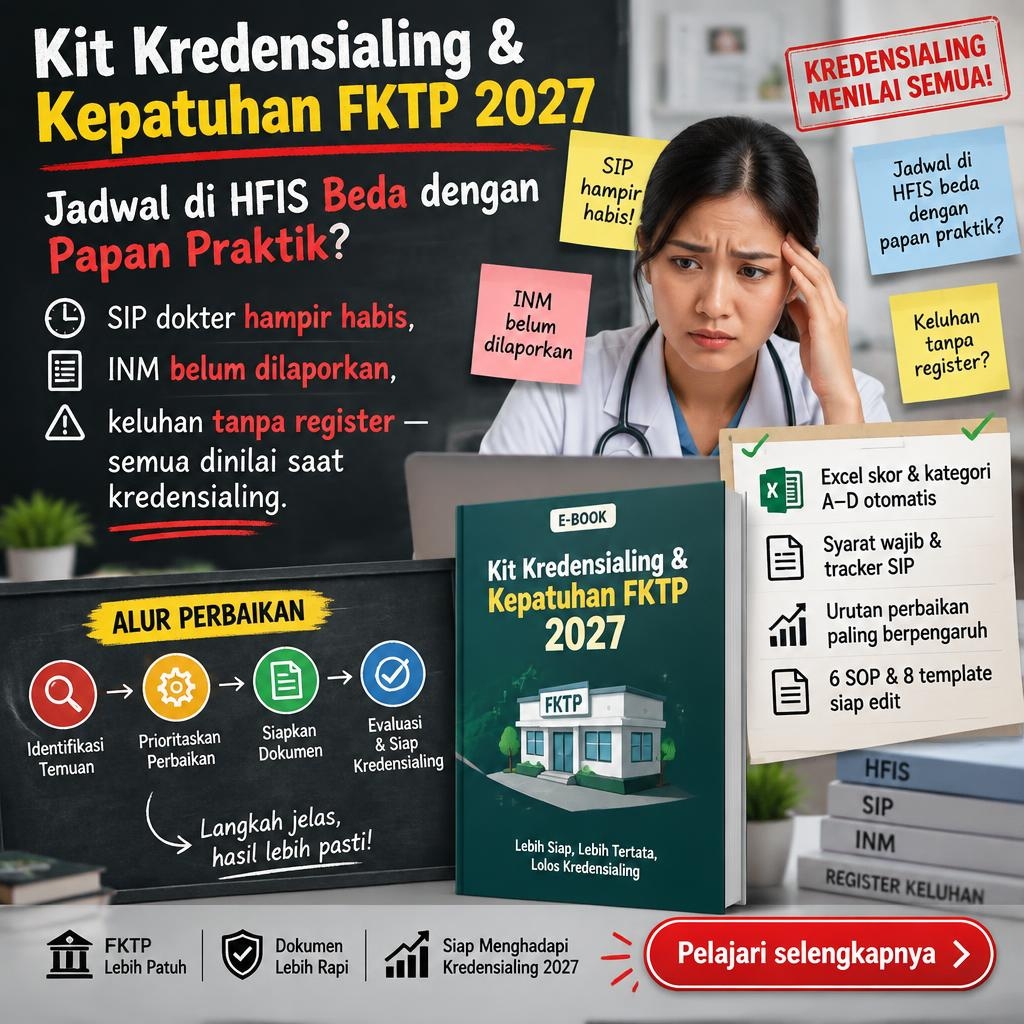 Kit Kredensialing &
Kepatuhan FKTP 2027
KREDENSIALING
MENILAI SEMUA!
Jadwal di HFIS Beda dengan
Papan Praktik?
SIP dokter hampir habis,
INM belum dilaporkan,
keluhan tanpa register —
semua dinilai saat
kredensialing.
SIP
hampir
habis!
INM
belum
dilaporkan
Jadwal di
HFIS beda
dengan
papan praktik?
Keluhan
tanpa
register?
X
Excel skor & kategori
A–D otomatis
Syarat wajib &
tracker SIP
Urutan perbaikan
paling berpengaruh
6 SOP & 8 template
siap edit
ALUR PERBAIKAN
Identifikasi
Temuan
Prioritaskan
Perbaikan
Siapkan
Dokumen
Evaluasi
& Siap
Kredensialing
Langkah jelas,
hasil lebih pasti!
E-BOOK
Kit Kredensialing &
Kepatuhan FKTP
2027
FKTP
Lebih Siap, Lebih Tertata,
Lolos Kredensialing
HFIS
SIP
INM
REGISTER KELUHAN
FKTP
Lebih Patuh
Dokumen
Lebih Rapi
Siap Menghadapi
Kredensialing 2027
Pelajari selengkapnya